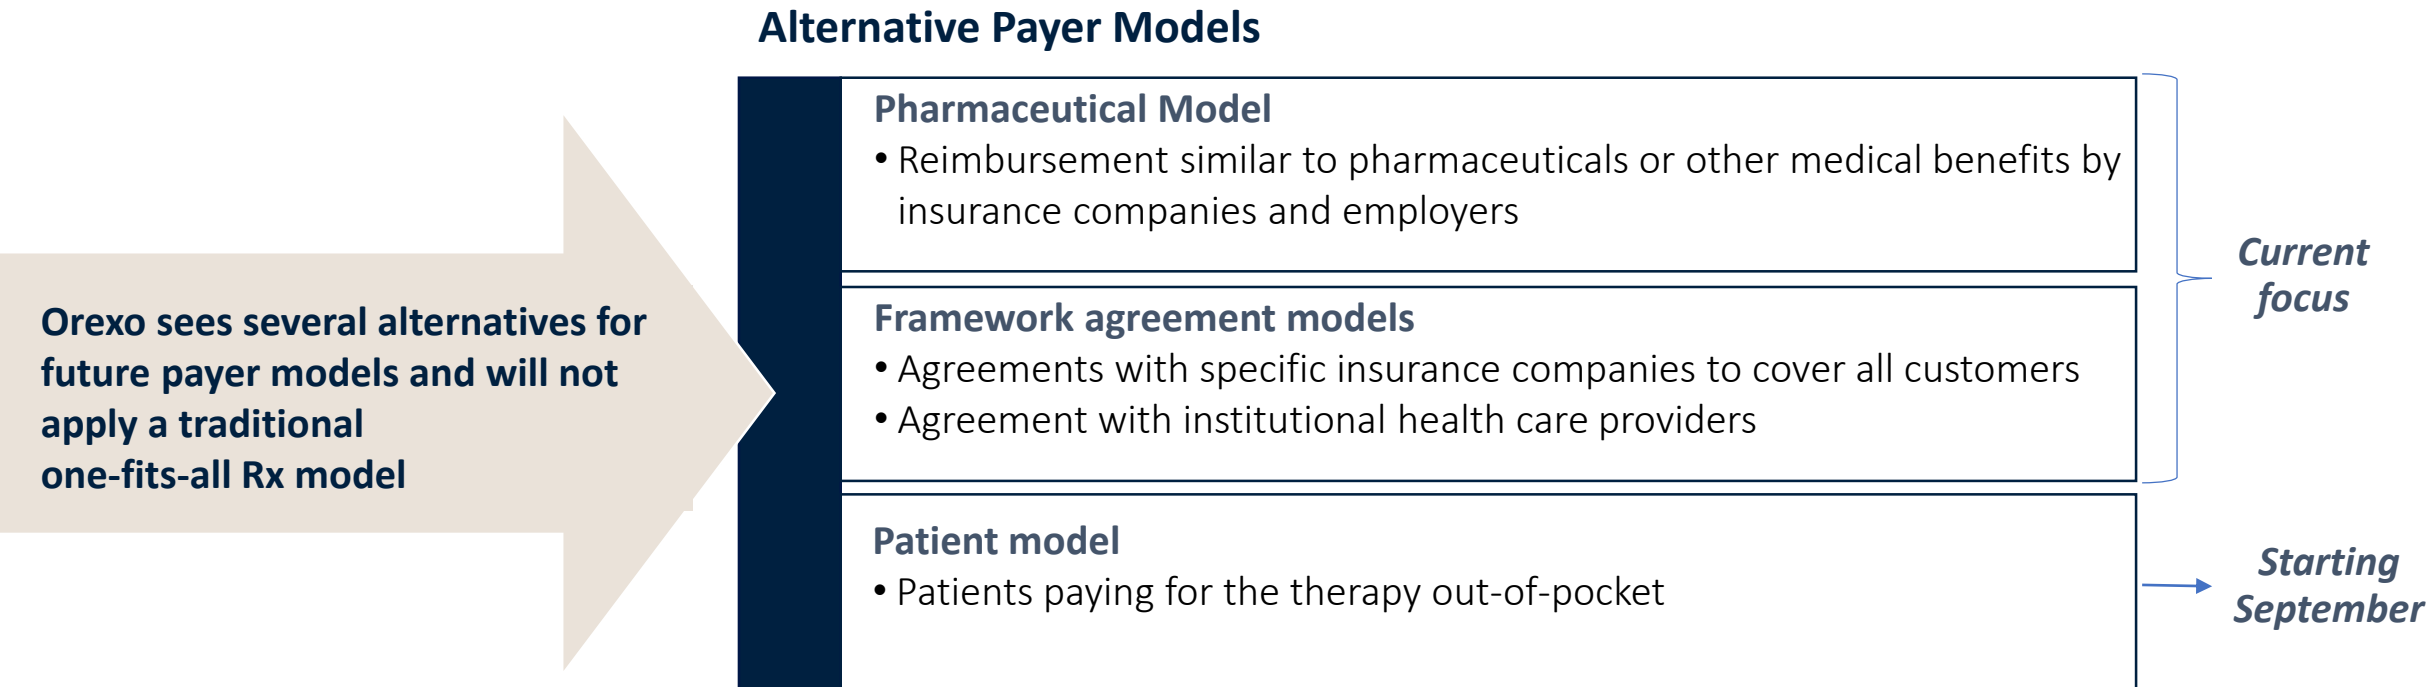 Alternative Payer Models
Orexo sees several alternatives for
future payer models and will not
apply a traditional
one-fits-all Rx model
Pharmaceutical Model
• Reimbursement similar to pharmaceuticals or other medical benefits by
insurance companies and employers
Framework agreement models
• Agreements with specific insurance companies to cover all customers
• Agreement with institutional health care providers
Current
focus
Patient model
• Patients paying for the therapy out-of-pocket
Starting
September